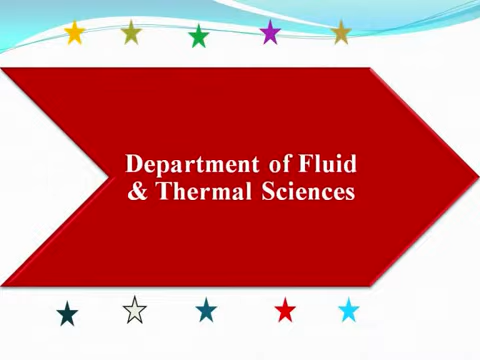 Department of Fluid
& Thermal Sciences